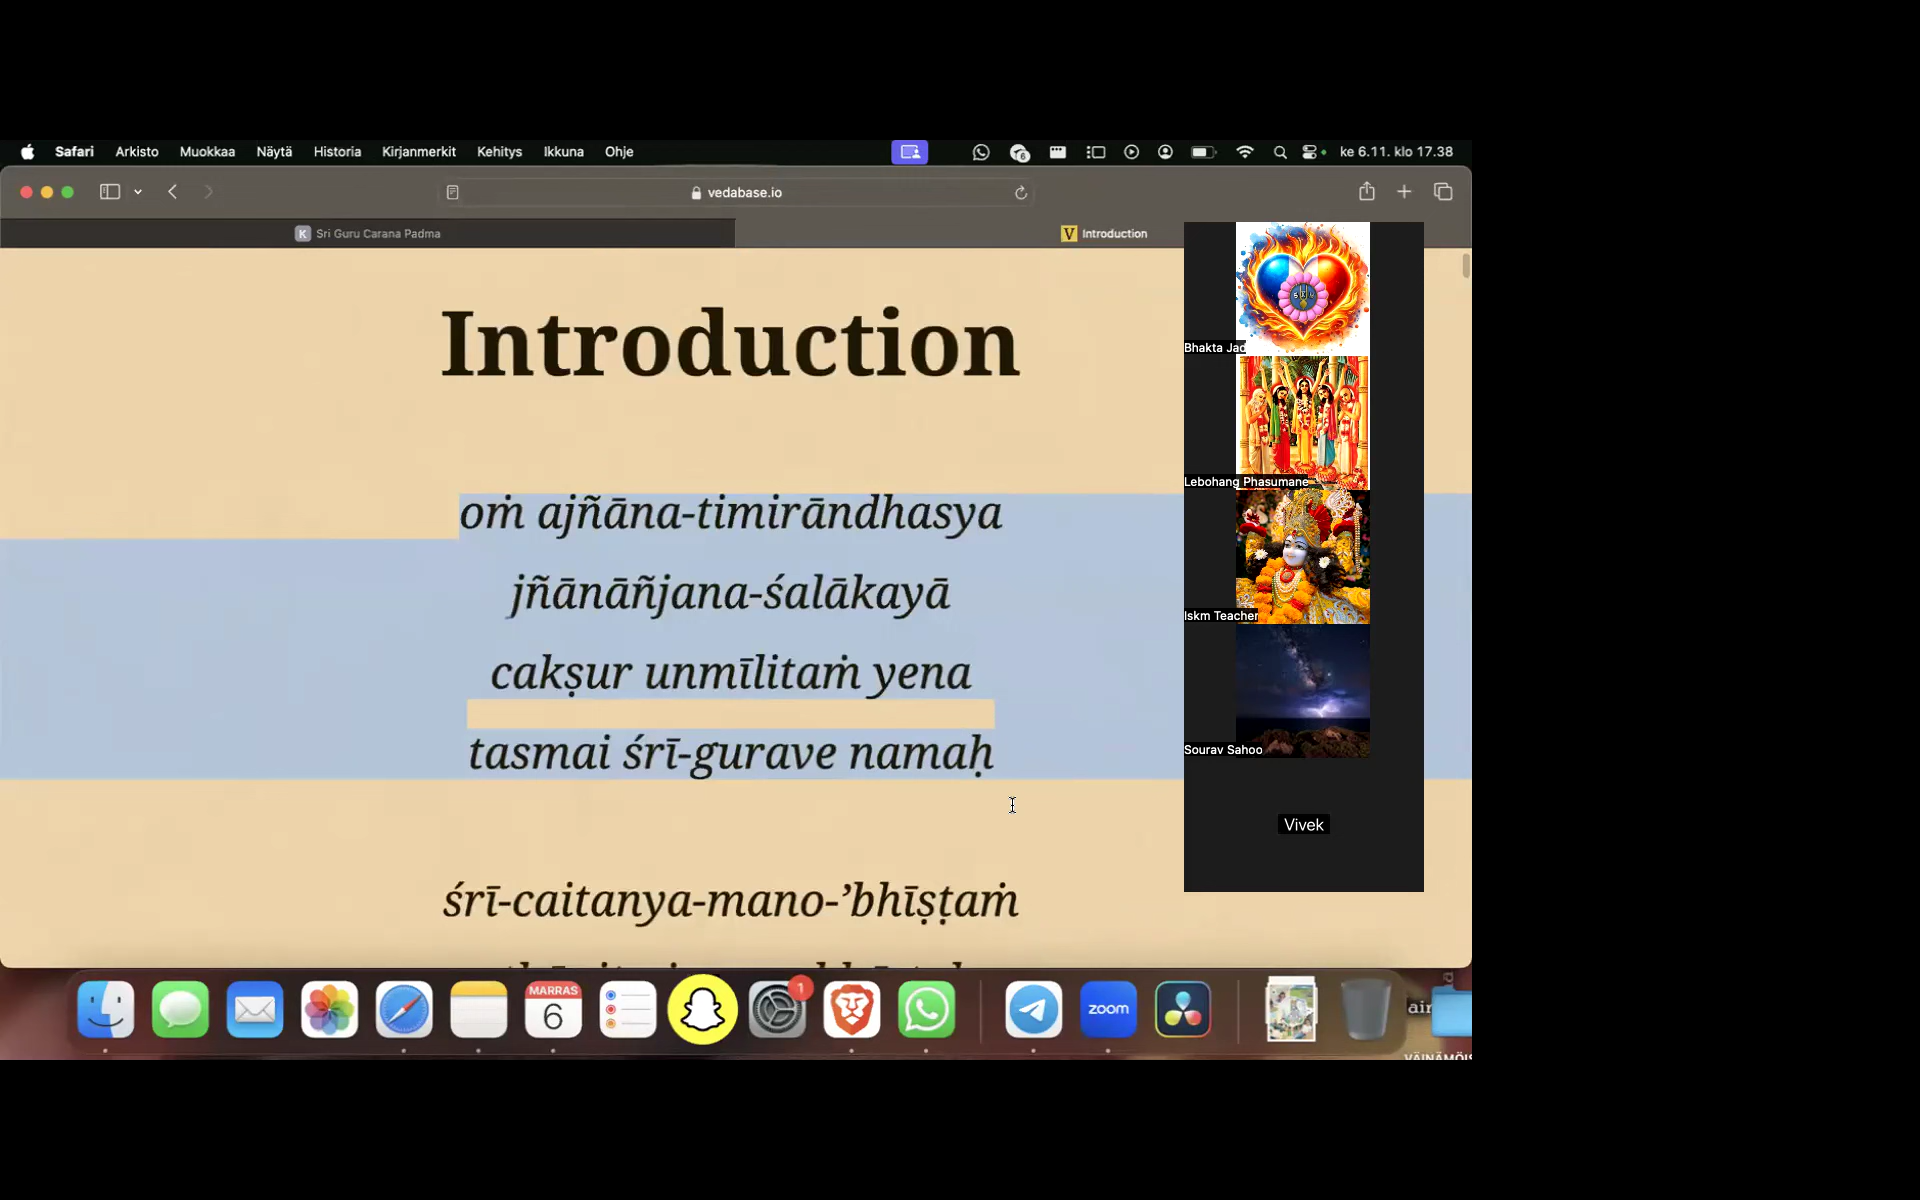 Safari Arkisto Muokkaa Näytä Historia Kirjanmerkit Kehitys Ikkuna Ohje
6
ke 6.11. klo 17.38
vedabase.io
K Sri Guru Carana Padma
V Introduction
Introduction
oṁ ajñāna-timirāndhasya
jñānāñjana-śalākayā
cakṣur unmīlitaṁ yena
tasmai śrī-gurave namaḥ
śrī-caitanya-mano-’bhīṣṭaṁ
Bhakta Jad
Lebohang Phasumane
Iskm Teacher
Sourav Sahoo
Vivek
MARRAS
6
1
zoom